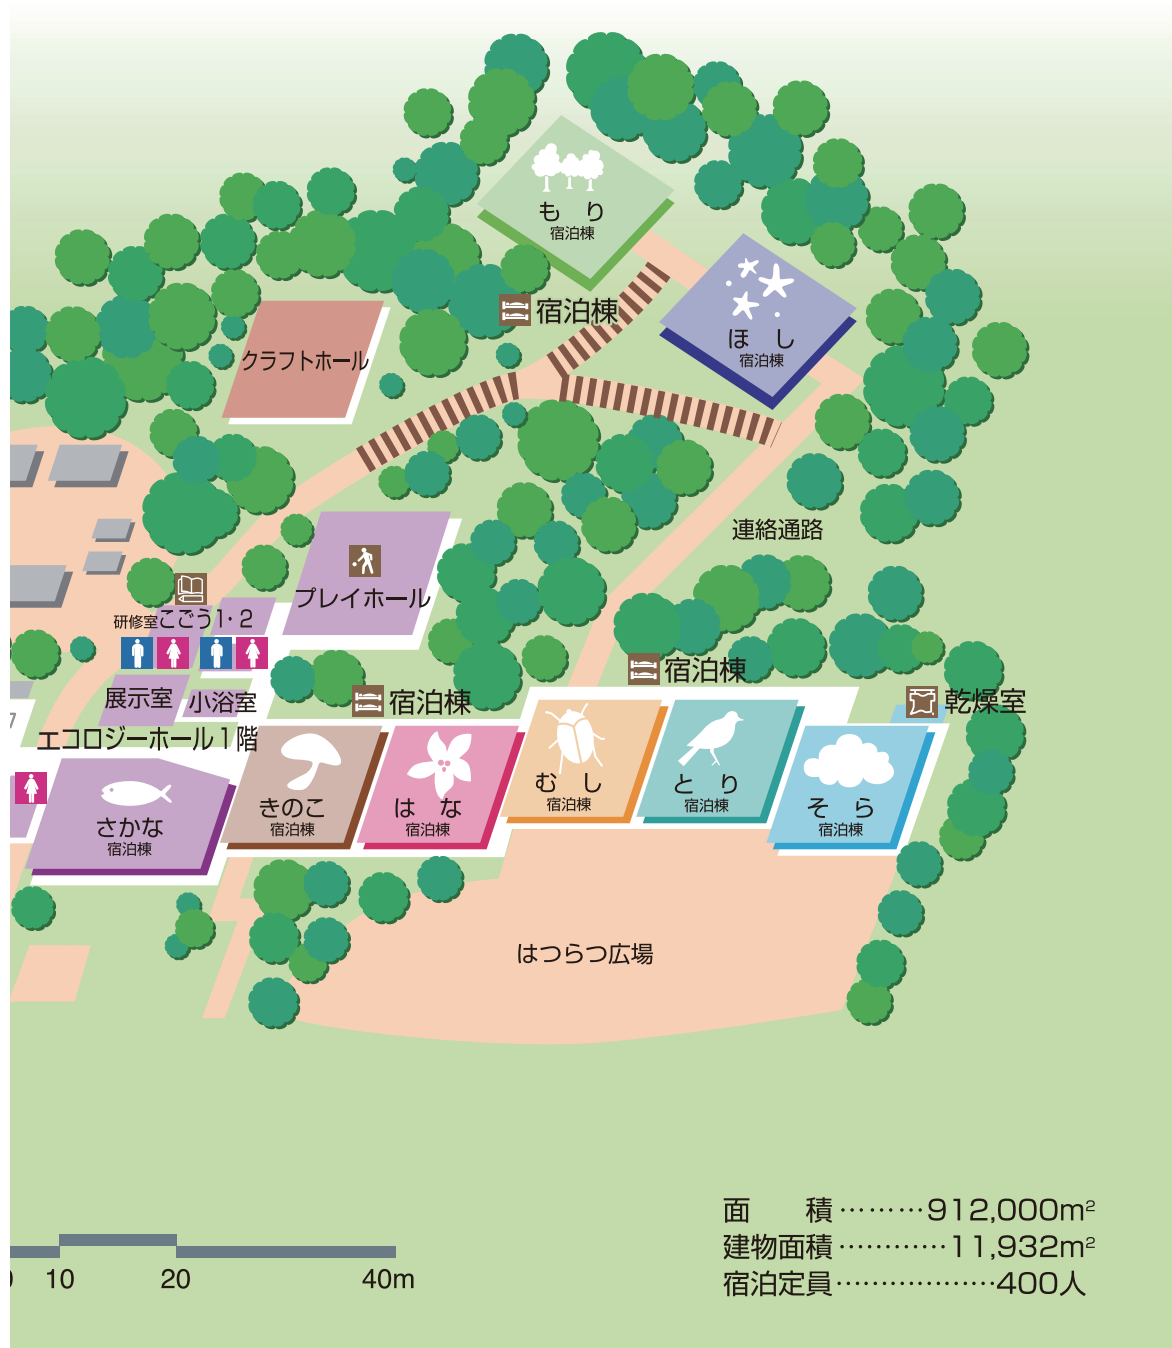 もり
宿泊棟
宿泊棟
ほし
宿泊棟
クラフトホール
連絡通路
プレイホール
研修室こごう1・2
宿泊棟
宿泊棟
展示室
小浴室
乾燥室
エコロジーホール1階
むし
宿泊棟
とり
宿泊棟
そら
宿泊棟
きのこ
宿泊棟
はな
宿泊棟
さかな
宿泊棟
はつらつ広場
面　積………912,000m²
建物面積…………11,932m²
宿泊定員………………400人
10 20 40m